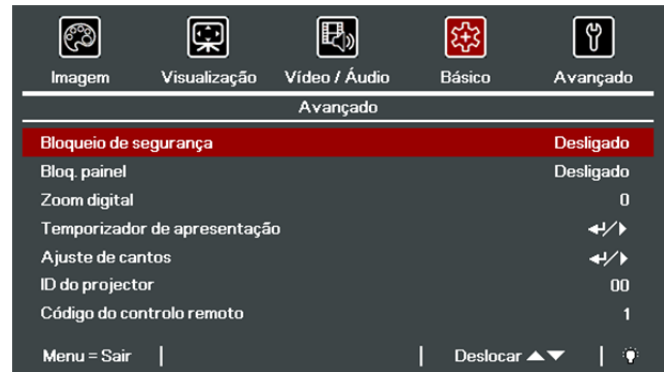 Imagem Visualização Vídeo / Áudio Básico Avançado
Avançado
Bloqueio de segurança Desligado
Bloq. painel Desligado
Zoom digital 0
Temporizador de apresentação
Ajuste de cantos
ID do projector 00
Código do controlo remoto 1
Menu = Sair | | Deslocar ▲▼ |